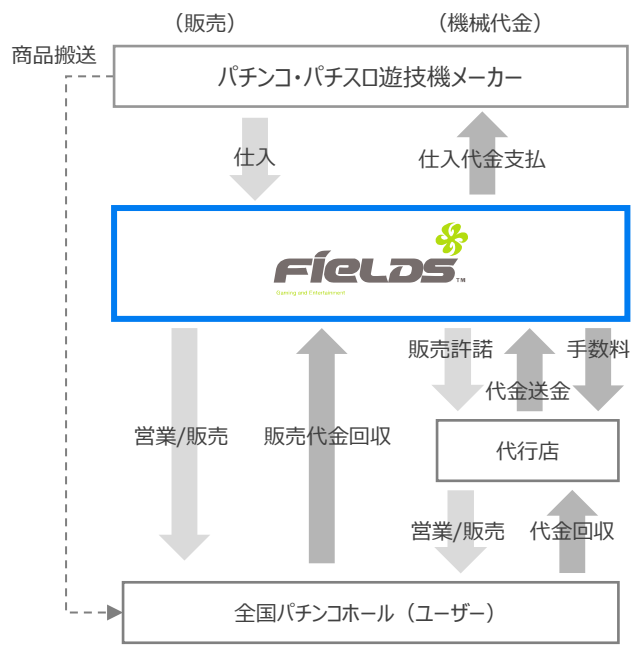 （販売）
（機械代金）
商品搬送
パチンコ・パチスロ遊技機メーカー
仕入
仕入代金支払
FIELDS™
Gaming and Entertainment
販売許諾
手数料
代金送金
営業/販売
販売代金回収
代行店
営業/販売
代金回収
全国パチンコホール（ユーザー）